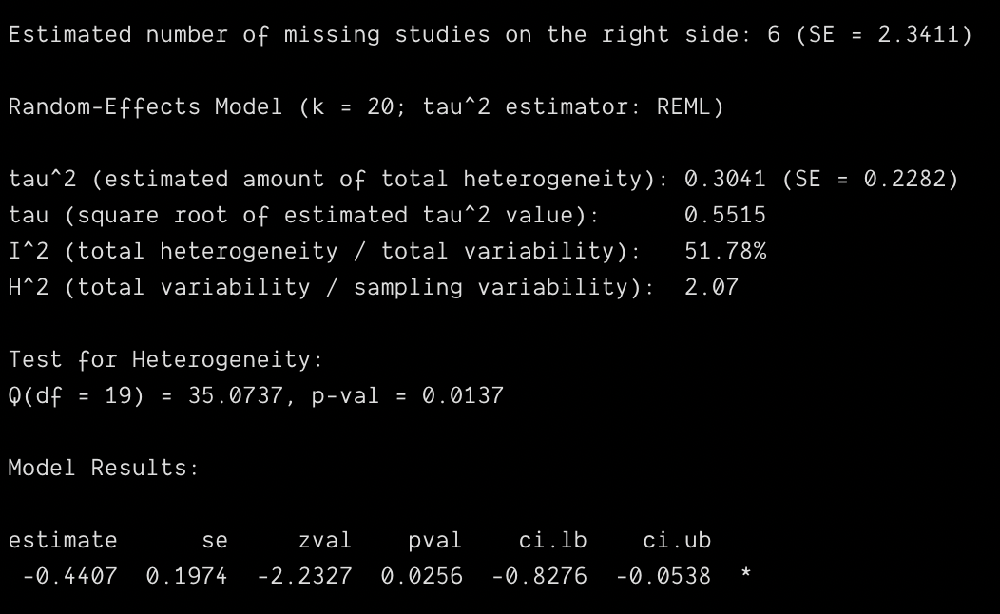 Estimated number of missing studies on the right side: 6 (SE = 2.3411)
Random-Effects Model (k = 20; tau^2 estimator: REML)
tau^2 (estimated amount of total heterogeneity): 0.3041 (SE = 0.2282)
tau (square root of estimated tau^2 value):      0.5515
I^2 (total heterogeneity / total variability):   51.78%
H^2 (total variability / sampling variability):  2.07
Test for Heterogeneity:
Q(df = 19) = 35.0737, p-val = 0.0137
Model Results:
estimate      se     zval    pval    ci.lb    ci.ub
 -0.4407  0.1974  -2.2327  0.0256  -0.8276  -0.0538  *